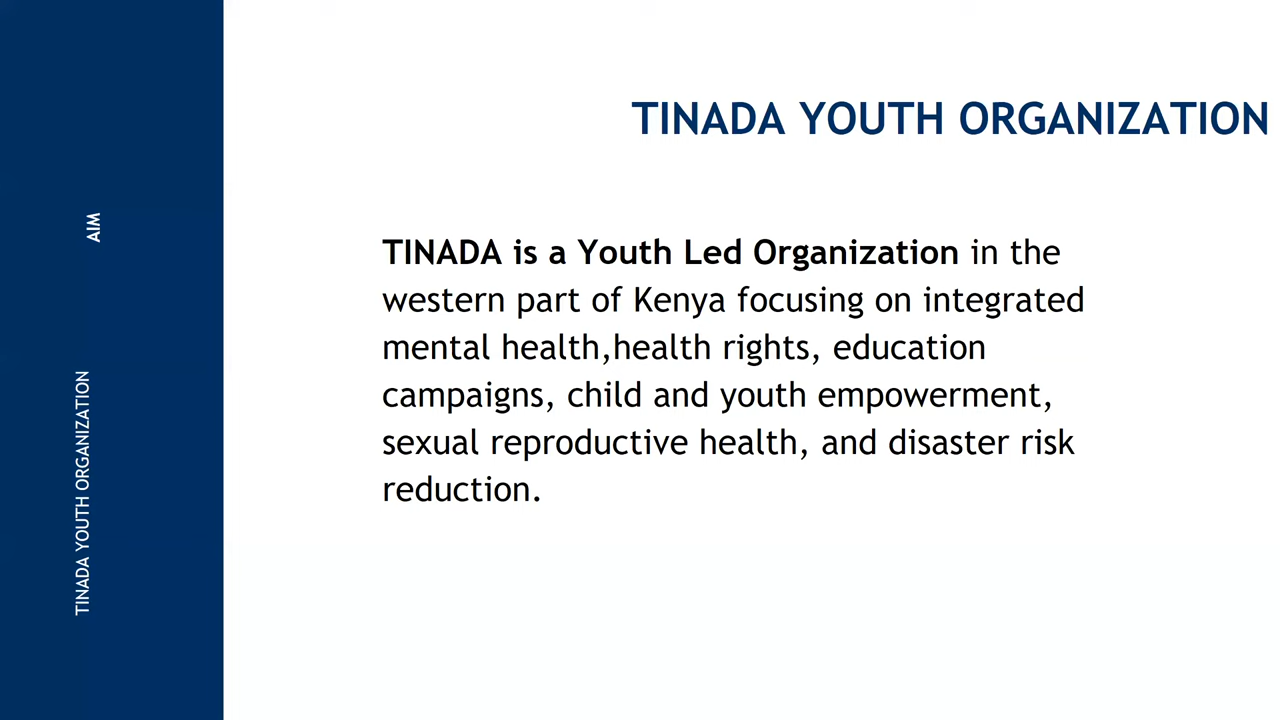 TINADA YOUTH ORGANIZATION
TINADA is a Youth Led Organization in the
western part of Kenya focusing on integrated
mental health,health rights, education
campaigns, child and youth empowerment,
sexual reproductive health, and disaster risk
reduction.
AIM
TINADA YOUTH ORGANIZATION